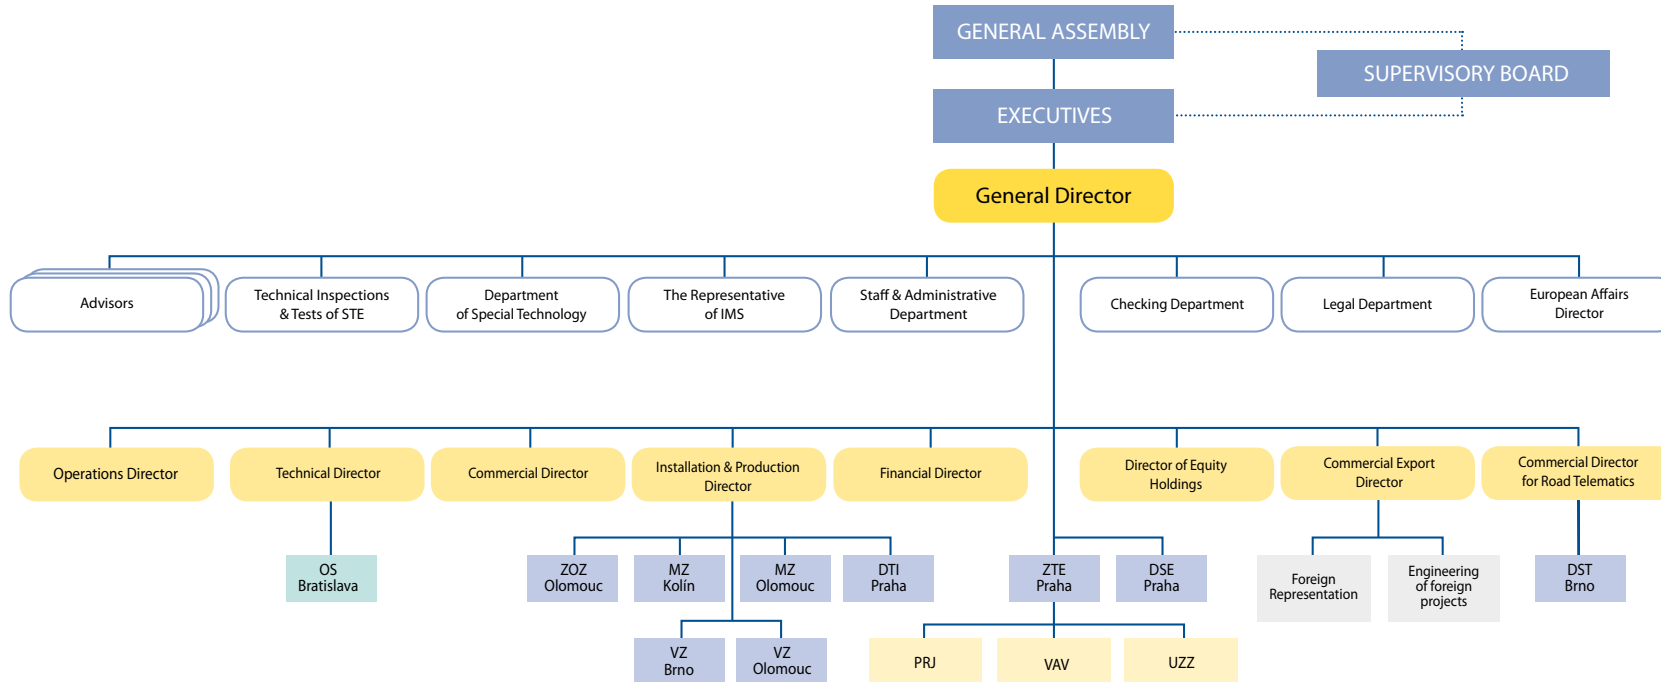 GENERAL ASSEMBLY
SUPERVISORY BOARD
EXECUTIVES
General Director
Advisors
Technical Inspections
& Tests of STE
Department
of Special Technology
The Representative
of IMS
Staff & Administrative
Department
Checking Department
Legal Department
European Affairs
Director
Operations Director
Technical Director
Commercial Director
Installation & Production
Director
Financial Director
Director of Equity
Holdings
Commercial Export
Director
Commercial Director
for Road Telematics
OS
Bratislava
ZOZ
Olomouc
MZ
Kolín
MZ
Olomouc
DTI
Praha
ZTE
Praha
DSE
Praha
Foreign
Representation
Engineering
of foreign
projects
DST
Brno
VZ
Brno
VZ
Olomouc
PRJ
VAV
UZZ